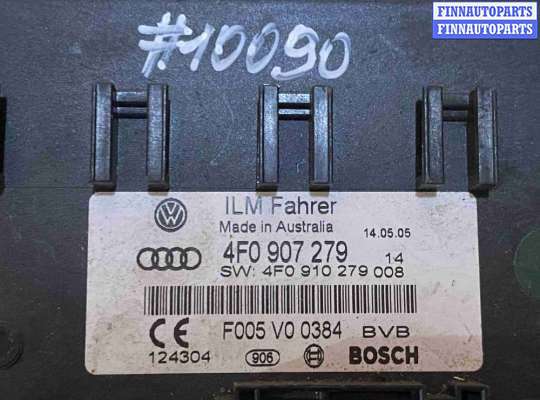 FINNAUTOPARTS
FINNAUTOPARTS
#10090
ILM Fahrer
Made in Australia
14.05.05
4F0 907 279 14
SW: 4F0 910 279 008
F005 V0 0384 BVB
CE
124304 906 BOSCH